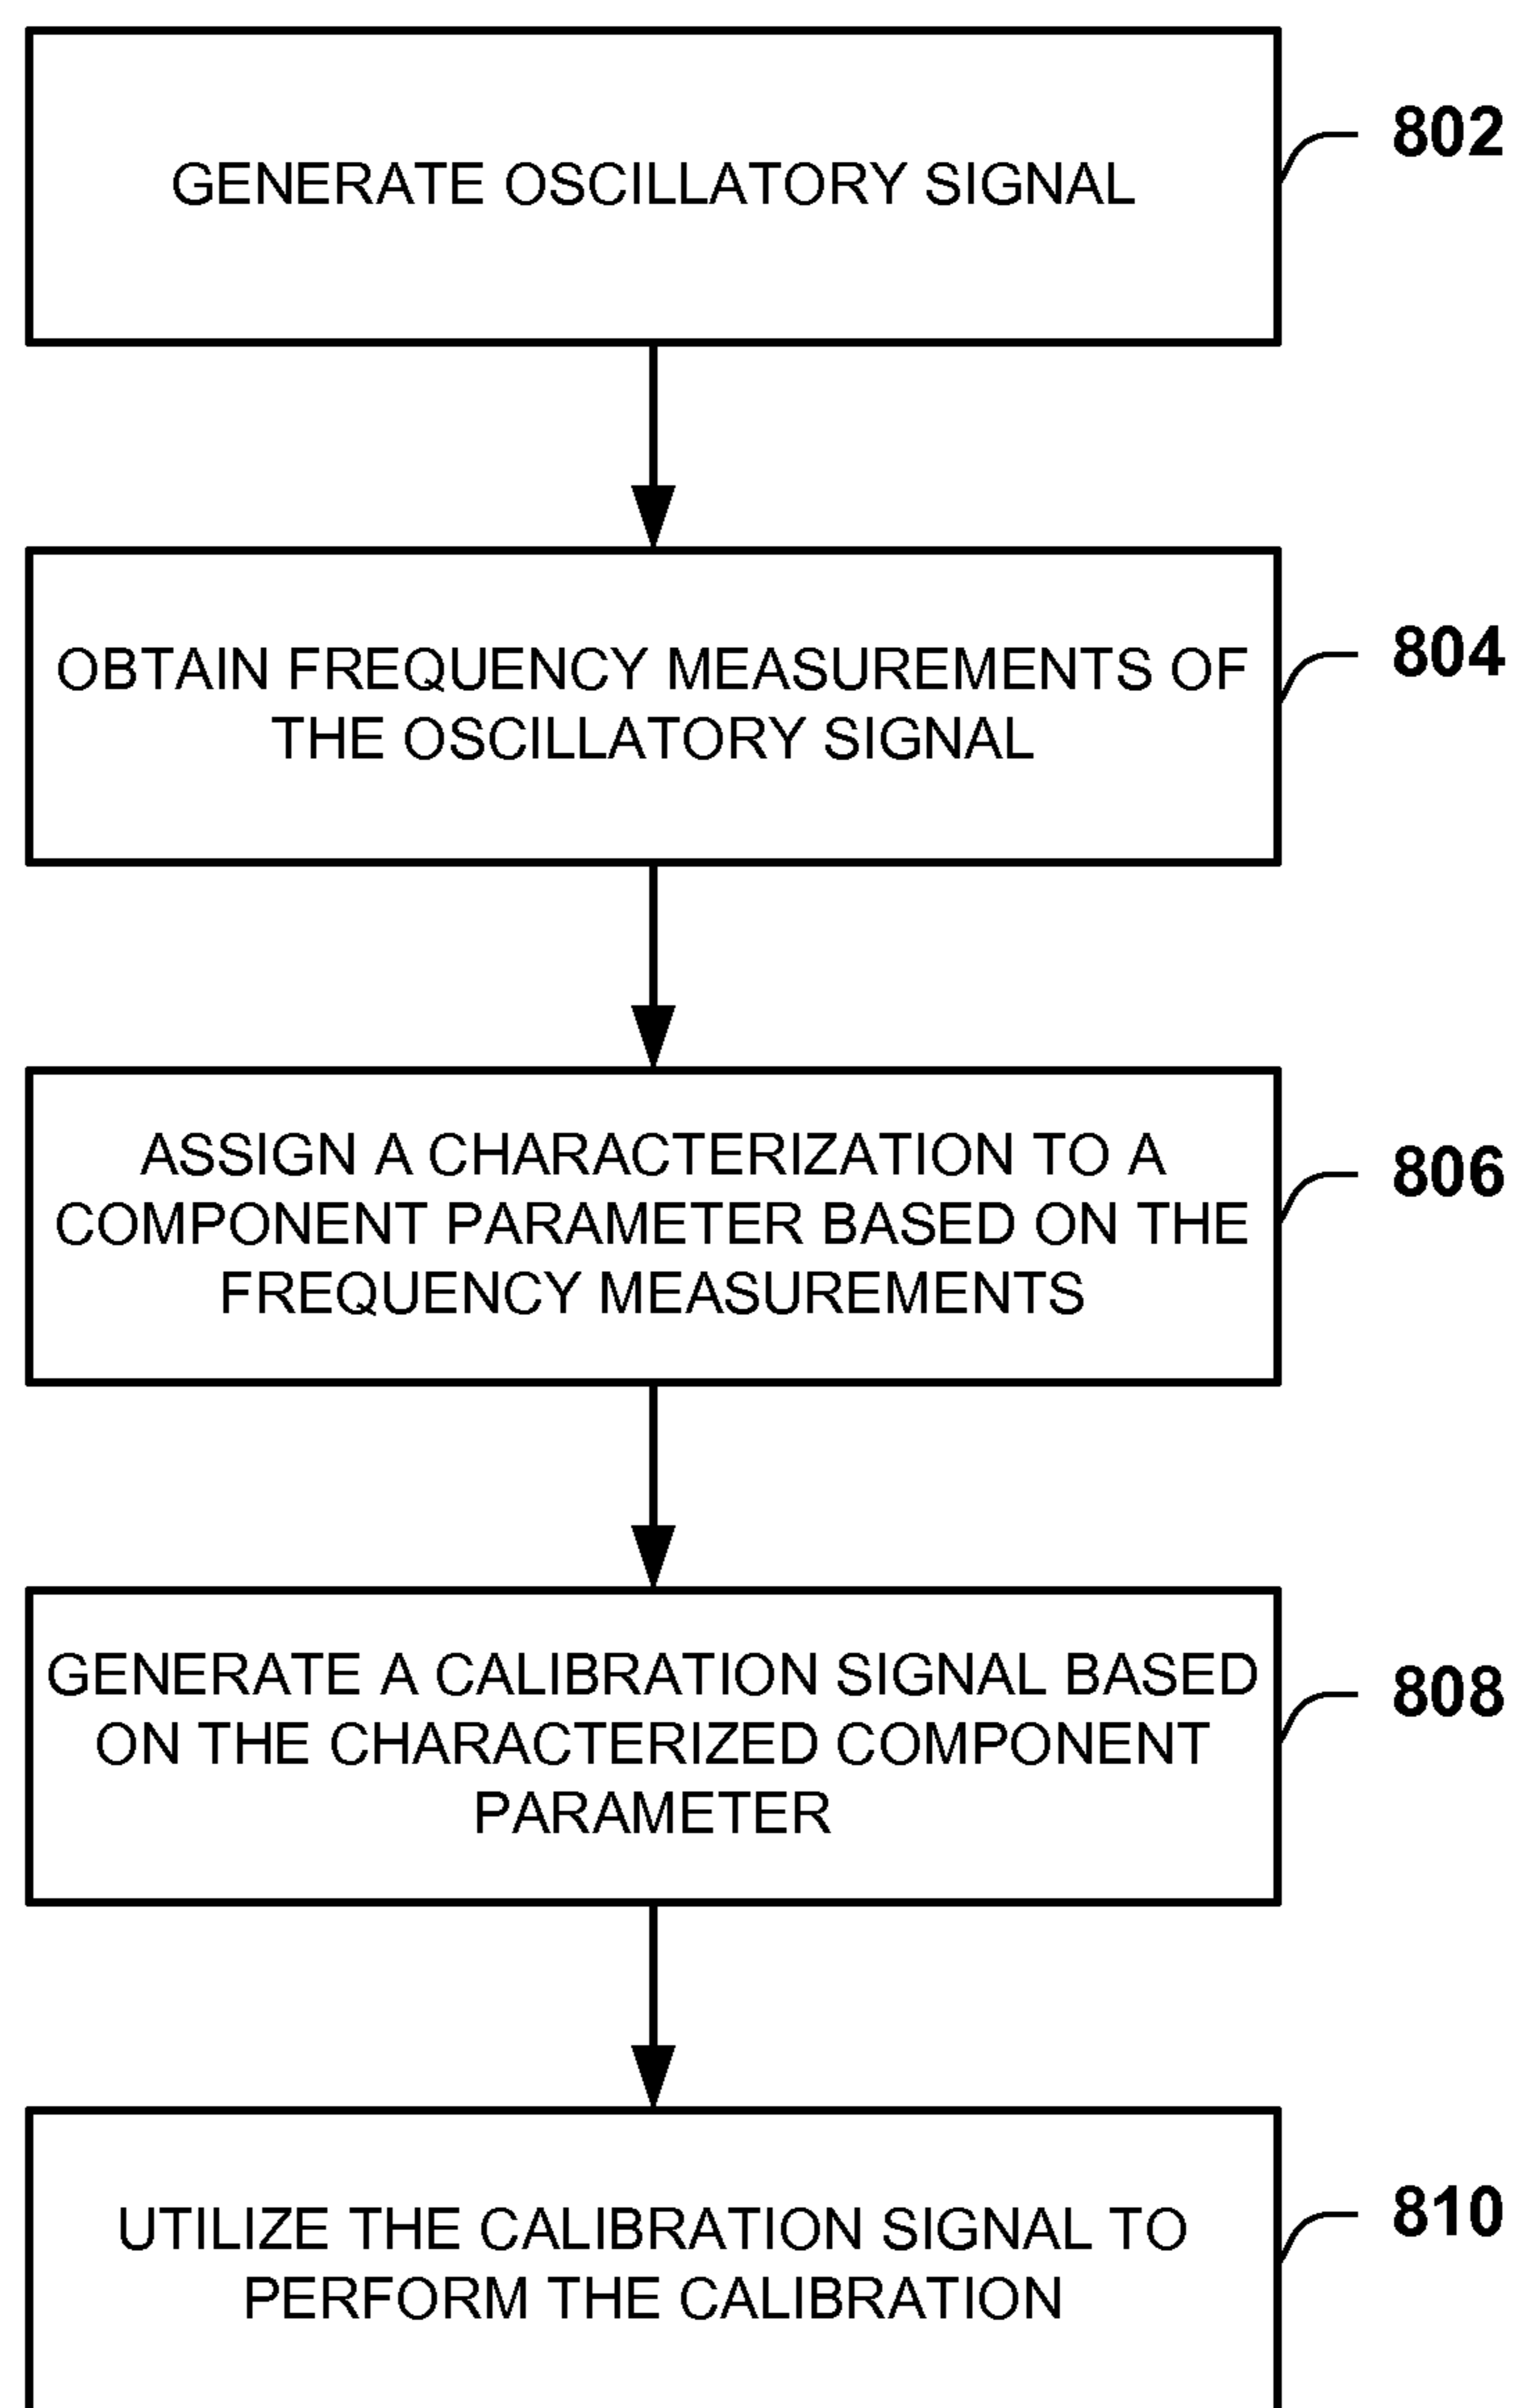 GENERATE OSCILLATORY SIGNAL
802
OBTAIN FREQUENCY MEASUREMENTS OF
THE OSCILLATORY SIGNAL
804
ASSIGN A CHARACTERIZATION TO A
COMPONENT PARAMETER BASED ON THE
FREQUENCY MEASUREMENTS
806
GENERATE A CALIBRATION SIGNAL BASED
ON THE CHARACTERIZED COMPONENT
PARAMETER
808
UTILIZE THE CALIBRATION SIGNAL TO
PERFORM THE CALIBRATION
810